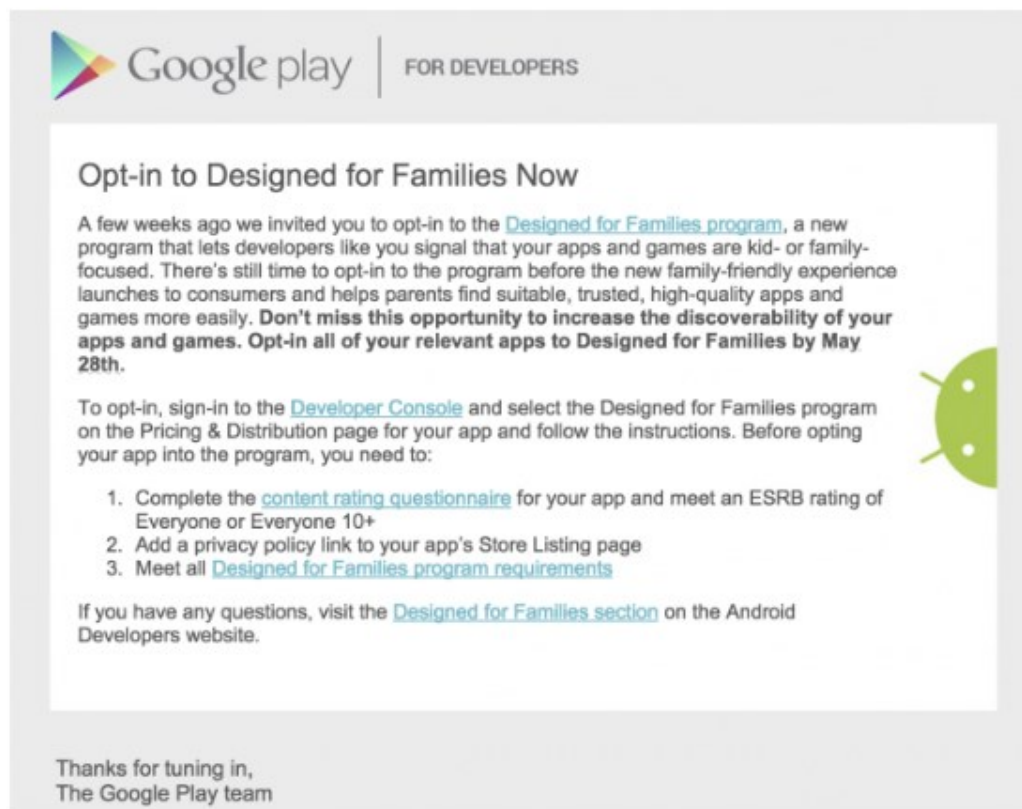 Google play FOR DEVELOPERS
Opt-in to Designed for Families Now
A few weeks ago we invited you to opt-in to the Designed for Families program, a new
program that lets developers like you signal that your apps and games are kid- or family-
focused. There's still time to opt-in to the program before the new family-friendly experience
launches to consumers and helps parents find suitable, trusted, high-quality apps and
games more easily. Don't miss this opportunity to increase the discoverability of your
apps and games. Opt-in all of your relevant apps to Designed for Families by May
28th.
To opt-in, sign-in to the Developer Console and select the Designed for Families program
on the Pricing & Distribution page for your app and follow the instructions. Before opting
your app into the program, you need to:
1. Complete the content rating questionnaire for your app and meet an ESRB rating of
Everyone or Everyone 10+
2. Add a privacy policy link to your app's Store Listing page
3. Meet all Designed for Families program requirements
If you have any questions, visit the Designed for Families section on the Android
Developers website.
Thanks for tuning in,
The Google Play team